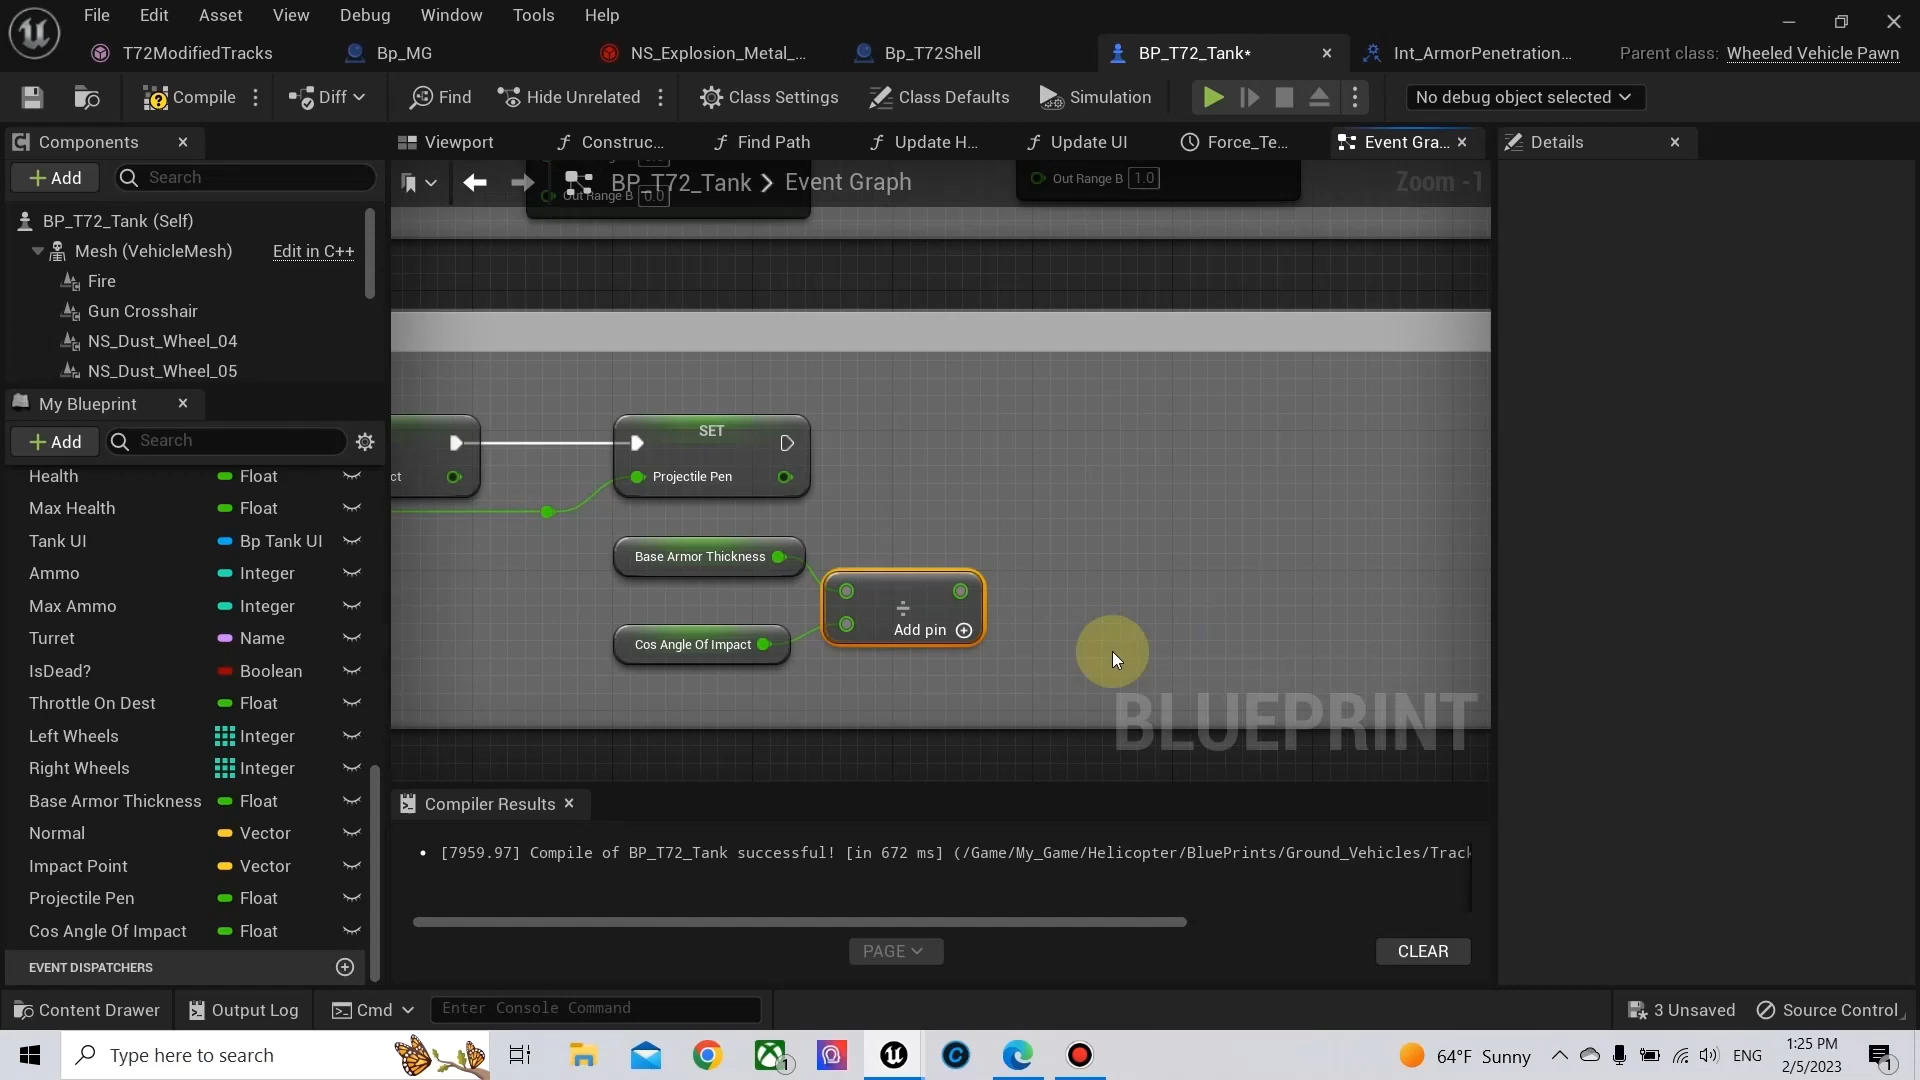 File Edit Asset View Debug Window Tools Help
T72ModifiedTracks Bp_MG NS_Explosion_Metal_... Bp_T72Shell BP_T72_Tank* Int_ArmorPenetration... Parent class: Wheeled Vehicle Pawn
Compile Diff Find Hide Unrelated Class Settings Class Defaults Simulation No debug object selected
Components
Add Search
BP_T72_Tank (Self)
Mesh (VehicleMesh) Edit in C++
Fire
Gun Crosshair
NS_Dust_Wheel_04
NS_Dust_Wheel_05
My Blueprint
Add Search
Health Float
Max Health Float
Tank UI Bp Tank UI
Ammo Integer
Max Ammo Integer
Turret Name
IsDead? Boolean
Throttle On Dest Float
Left Wheels Integer
Right Wheels Integer
Base Armor Thickness Float
Normal Vector
Impact Point Vector
Projectile Pen Float
Cos Angle Of Impact Float
EVENT DISPATCHERS
Viewport Construc... Find Path Update H... Update UI Force_Te... Event Gra...
BP_T72_Tank > Event Graph Zoom -1
Out Range B 0.0
Out Range B 1.0
SET
ct
Projectile Pen
Base Armor Thickness
÷
Add pin
Cos Angle Of Impact
BLUEPRINT
Compiler Results
• [7959.97] Compile of BP_T72_Tank successful! [in 672 ms] (/Game/My_Game/Helicopter/BluePrints/Ground_Vehicles/Track
PAGE CLEAR
Details
Content Drawer Output Log Cmd Enter Console Command 3 Unsaved Source Control
Type here to search 1 64°F Sunny ENG 1:25 PM
2/5/2023 1